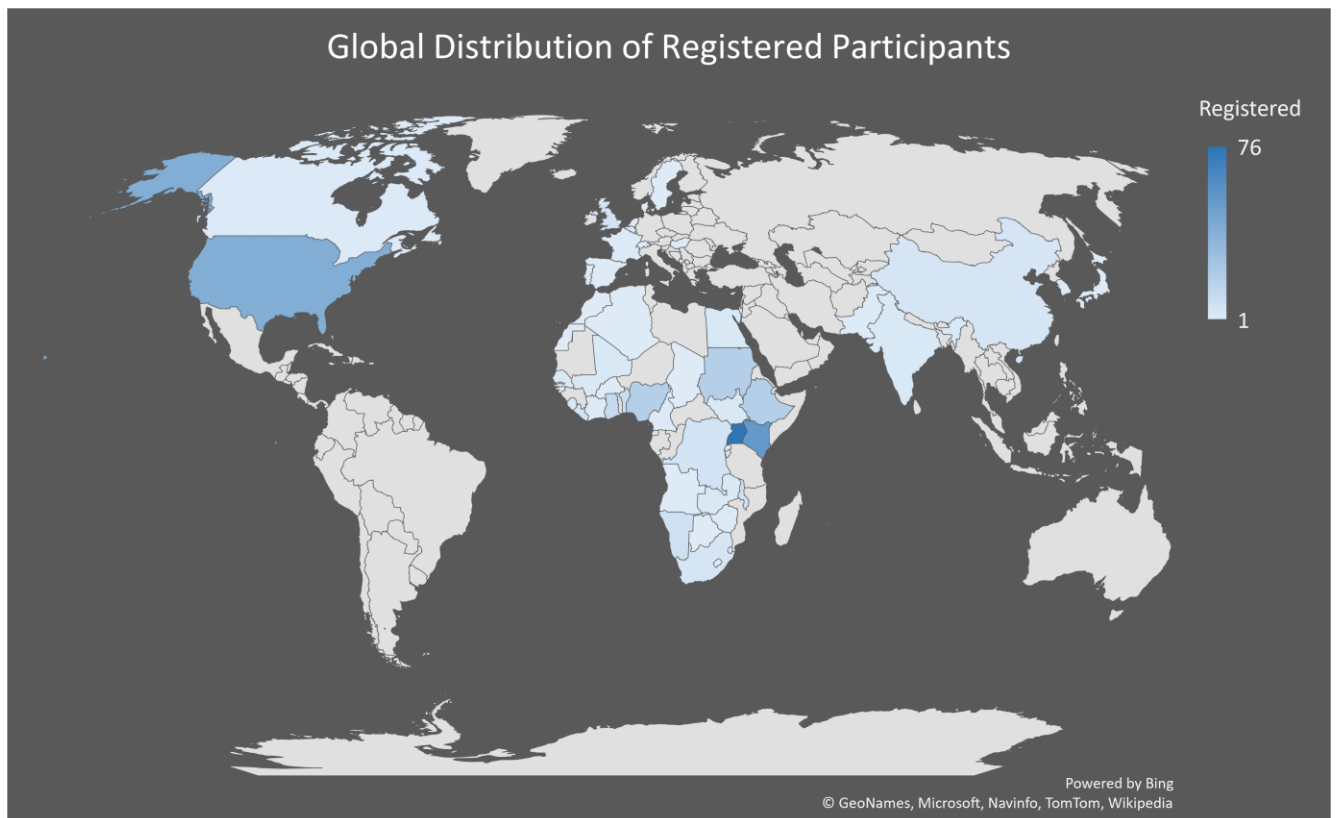 Global Distribution of Registered Participants
Registered
76
1
Powered by Bing
© GeoNames, Microsoft, Navinfo, TomTom, Wikipedia